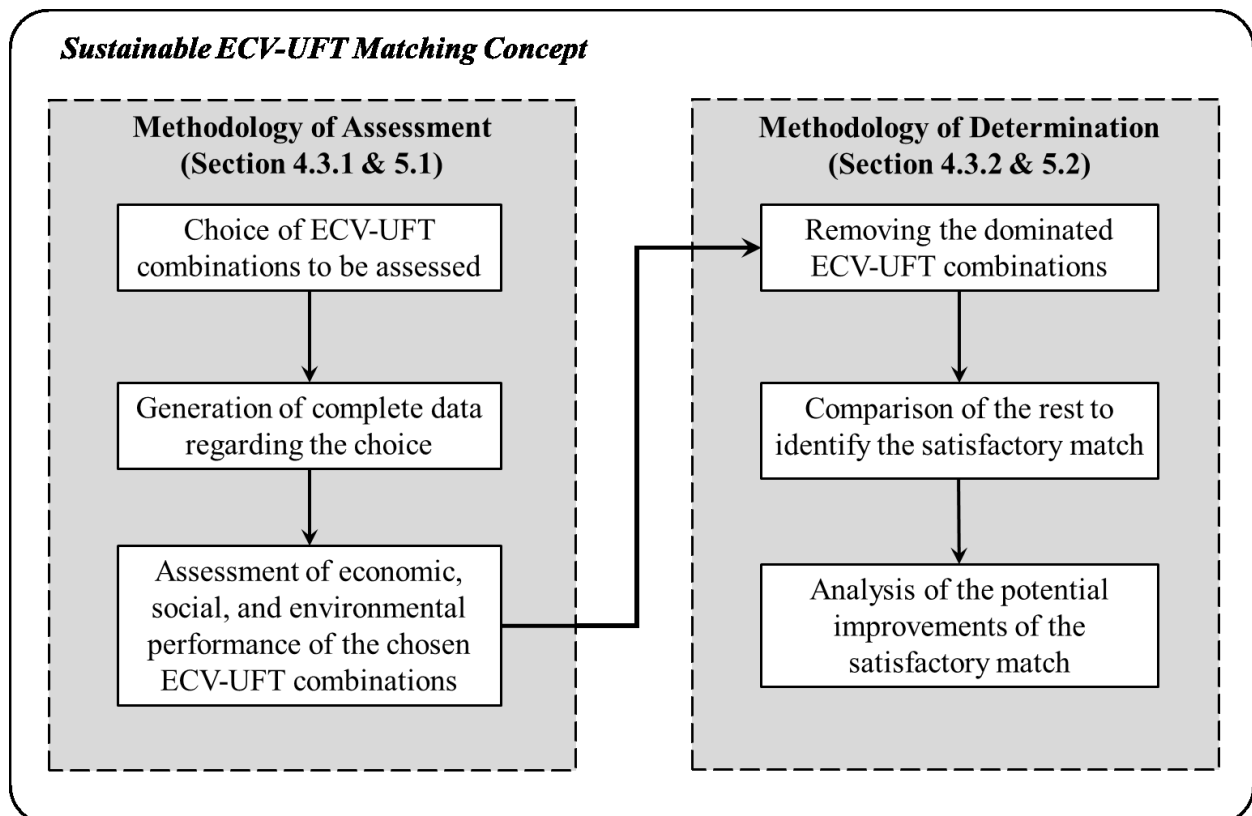 Sustainable ECV-UFT Matching Concept
Methodology of Assessment
(Section 4.3.1 & 5.1)
Choice of ECV-UFT
combinations to be assessed
Generation of complete data
regarding the choice
Assessment of economic,
social, and environmental
performance of the chosen
ECV-UFT combinations
Methodology of Determination
(Section 4.3.2 & 5.2)
Removing the dominated
ECV-UFT combinations
Comparison of the rest to
identify the satisfactory match
Analysis of the potential
improvements of the
satisfactory match